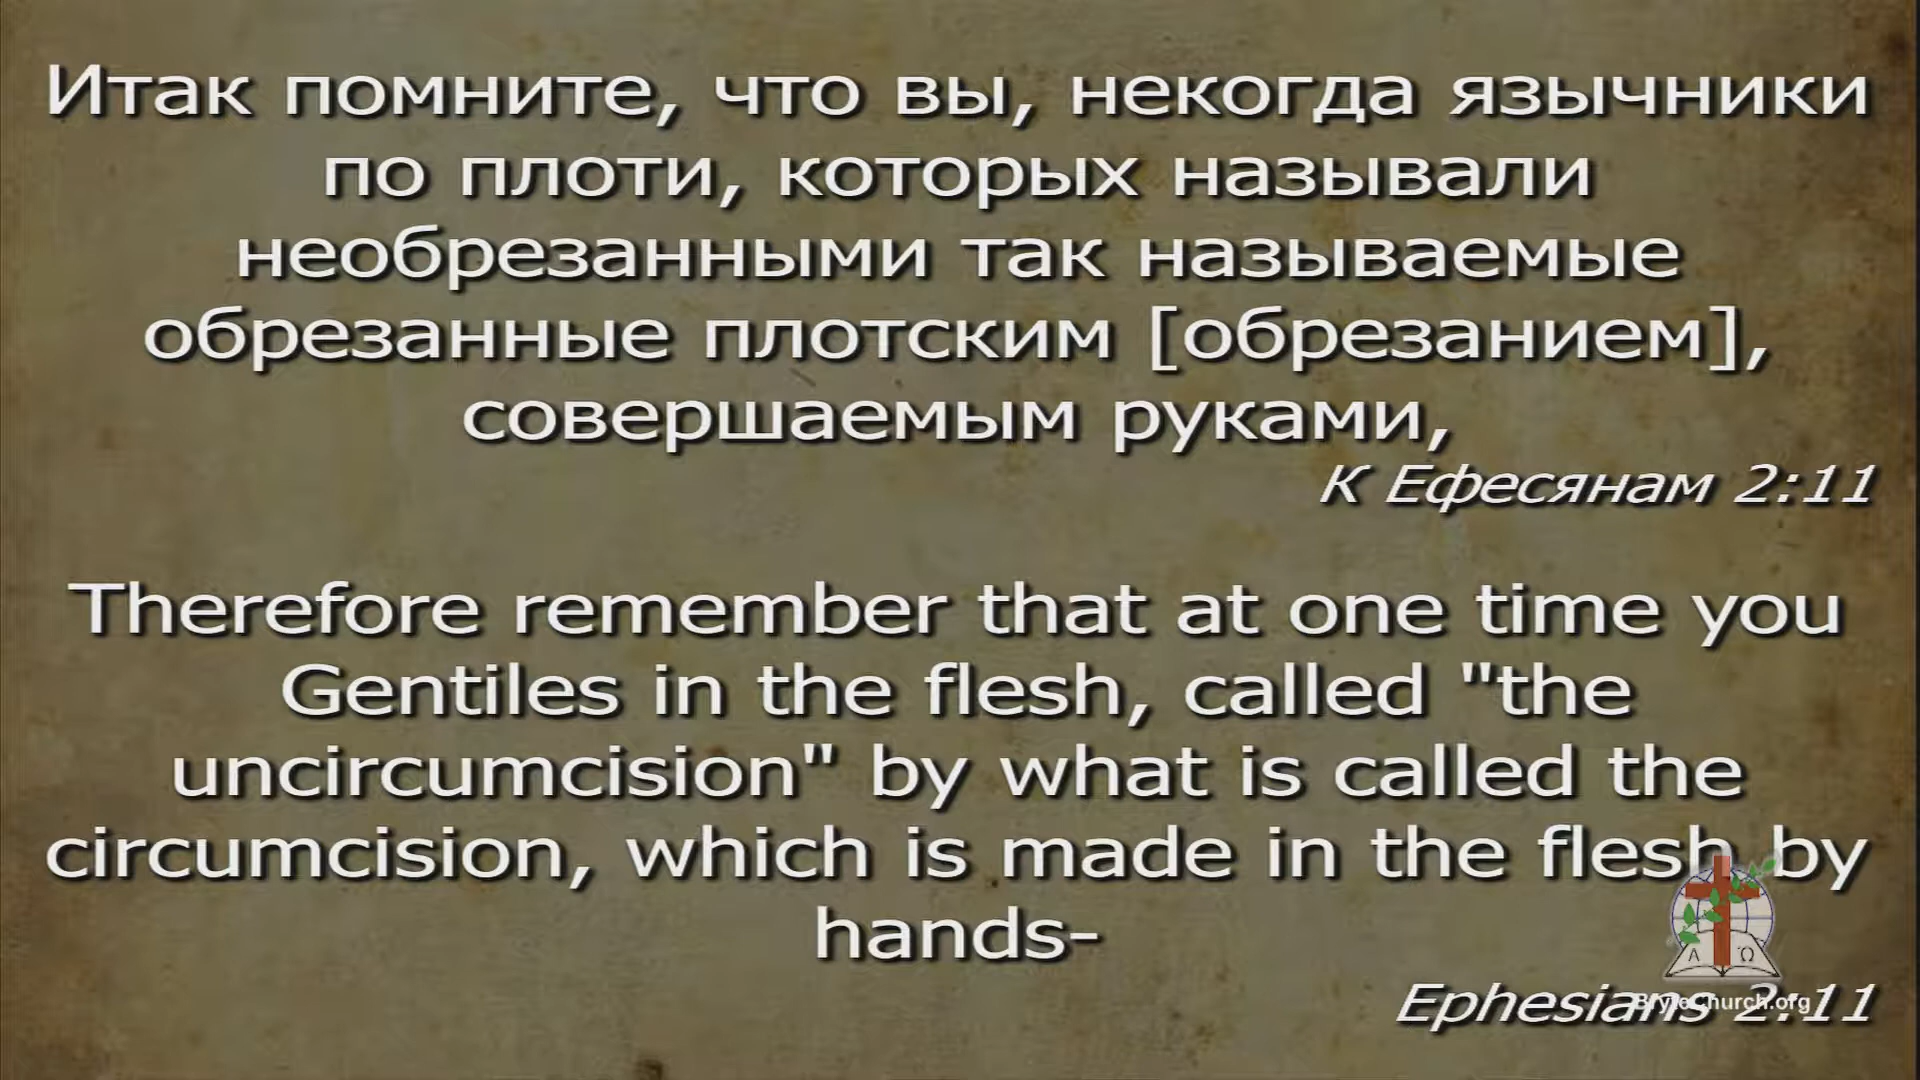 Итак помните, что вы, некогда язычники
по плоти, которых называли
необрезанными так называемые
обрезанные плотским [обрезанием],
совершаемым руками,
К Ефесянам 2:11
Therefore remember that at one time you
Gentiles in the flesh, called "the
uncircumcision" by what is called the
circumcision, which is made in the flesh by
hands-
Α Ω
Ephesians 2:11
BryteChurch.org